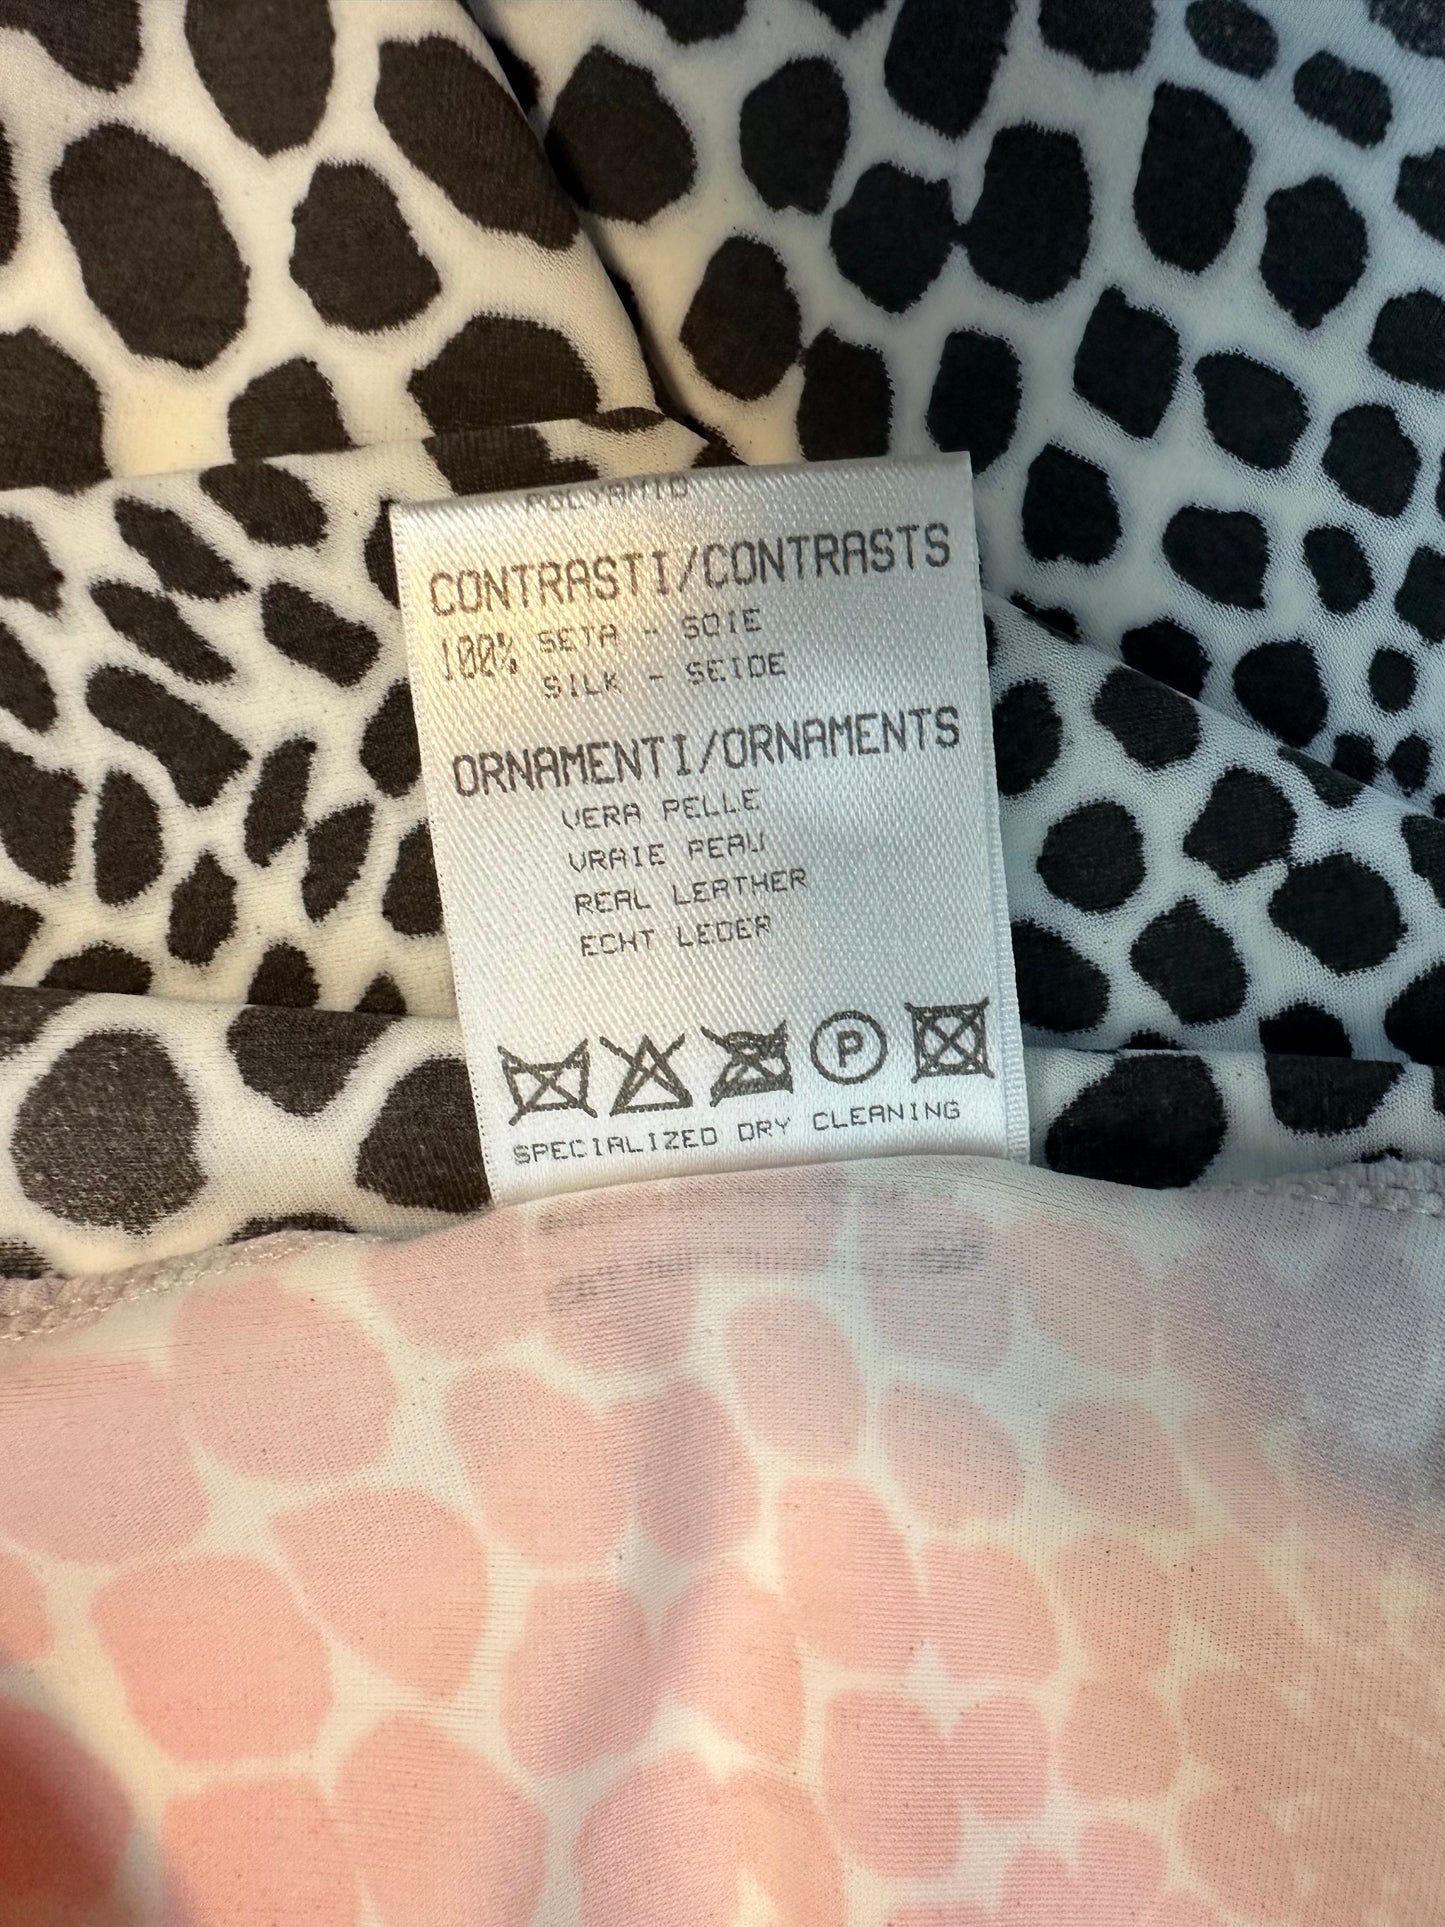 POLYAMID
CONTRASTI/CONTRASTS
100% SETA - SOIE
SILK - SEIDE
ORNAMENTI/ORNAMENTS
VERA PELLE
VRAIE PEAU
REAL LEATHER
ECHT LEDER
P
SPECIALIZED DRY CLEANING